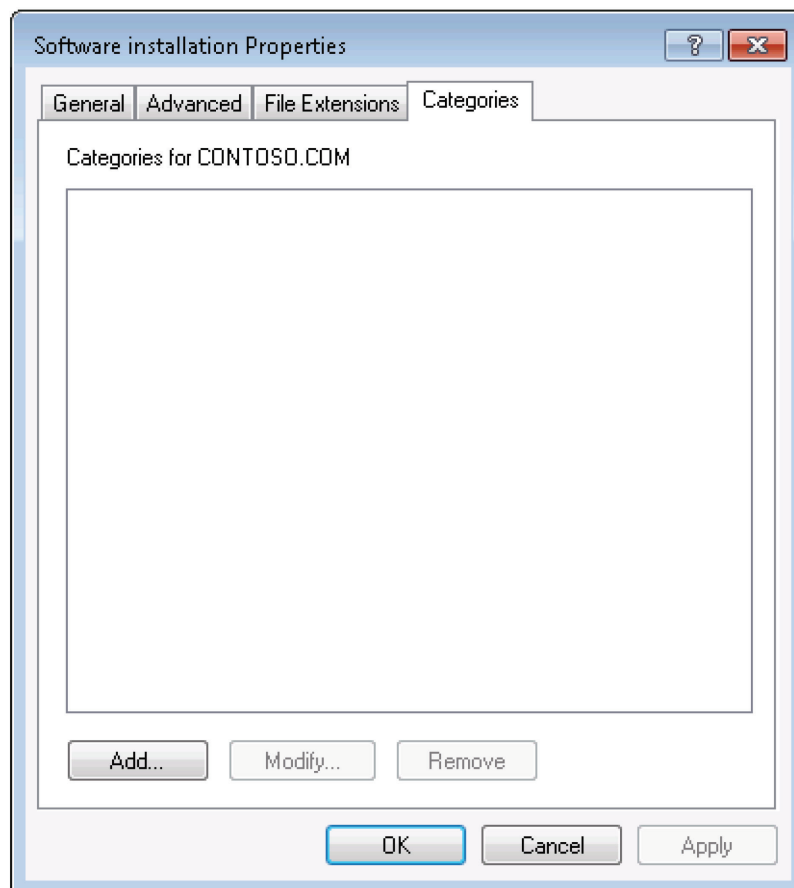 Software installation Properties
General Advanced File Extensions Categories
Categories for CONTOSO.COM
Add... Modify... Remove
OK Cancel Apply